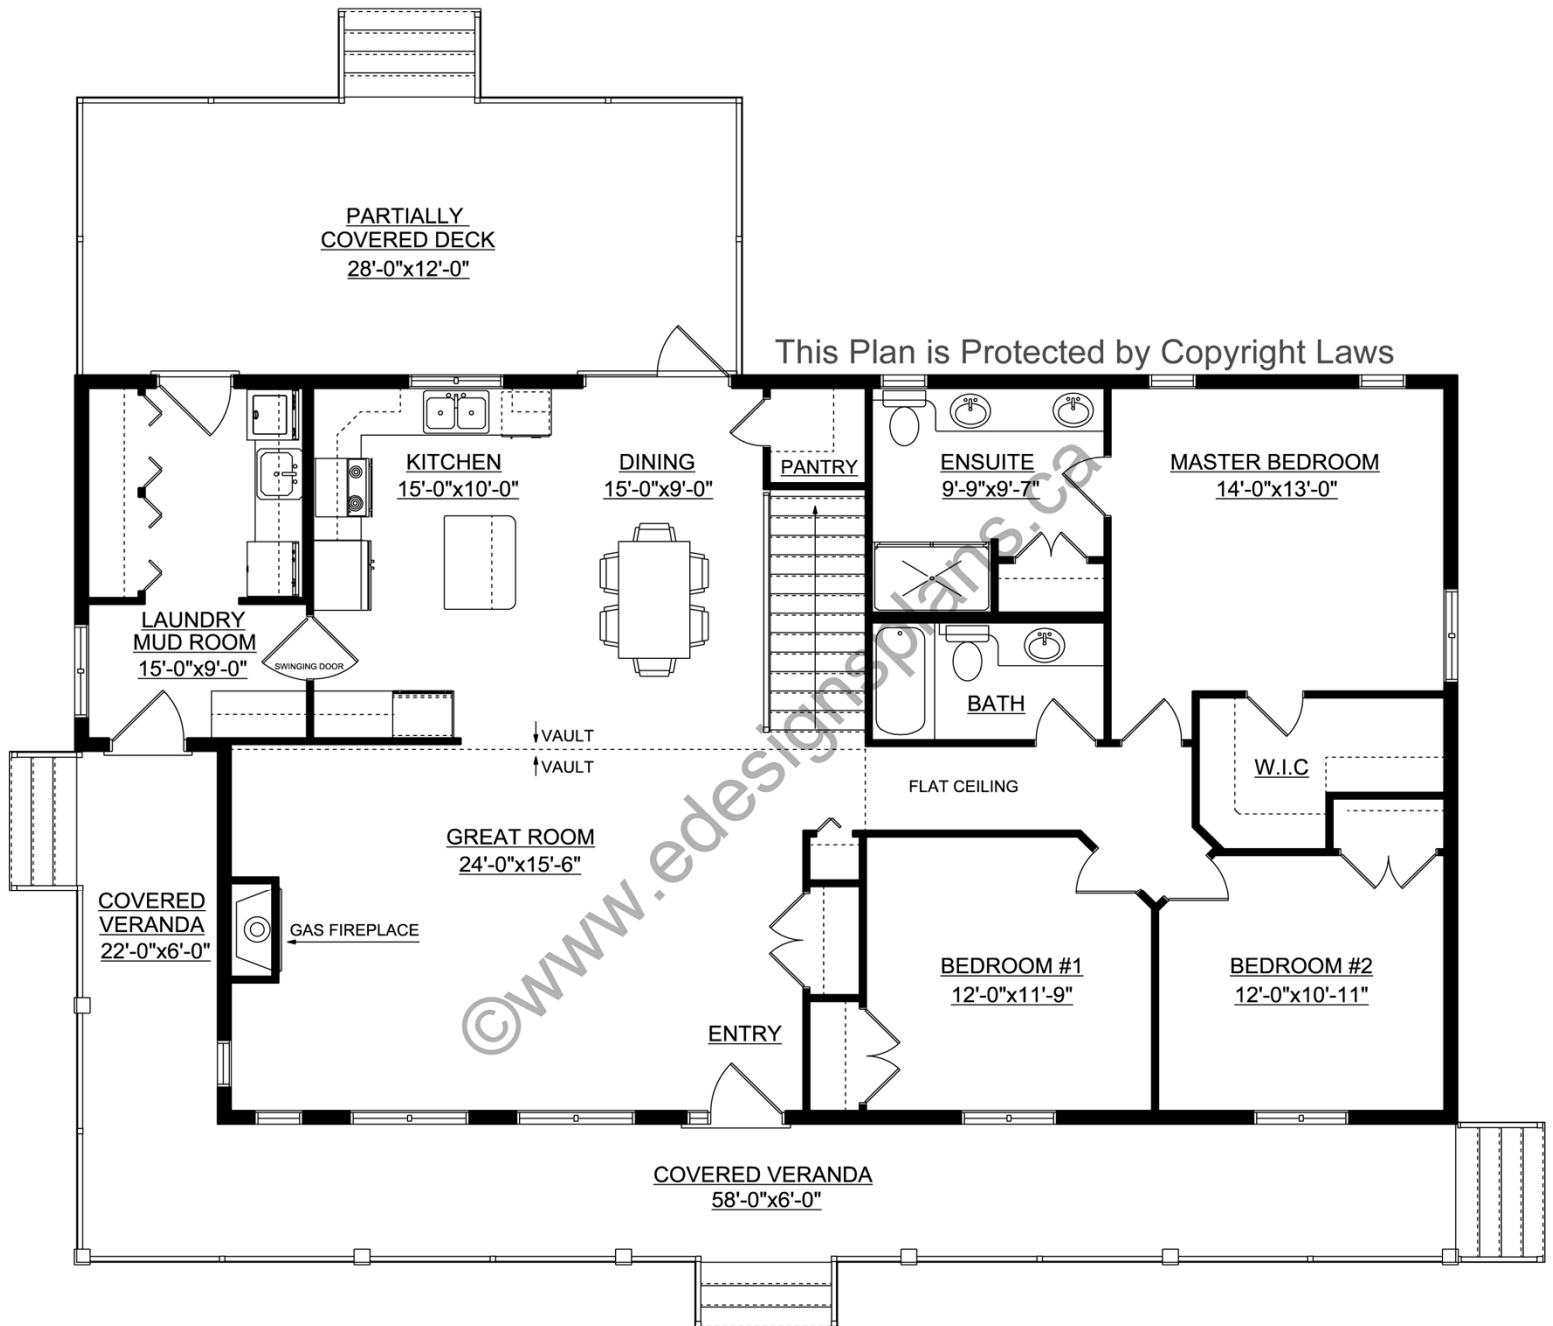 PARTIALLY
COVERED DECK
28'-0"x12'-0"
This Plan is Protected by Copyright Laws
KITCHEN
15'-0"x10'-0"
DINING
15'-0"x9'-0"
PANTRY
ENSUITE
9'-9"x9'-7"
MASTER BEDROOM
14'-0"x13'-0"
LAUNDRY
MUD ROOM
15'-0"x9'-0"
SWINGING DOOR
BATH
VAULT
VAULT
FLAT CEILING
W.I.C
GREAT ROOM
24'-0"x15'-6"
COVERED
VERANDA
22'-0"x6'-0"
GAS FIREPLACE
BEDROOM #1
12'-0"x11'-9"
BEDROOM #2
12'-0"x10'-11"
ENTRY
COVERED VERANDA
58'-0"x6'-0"
©www.edesignsplans.ca